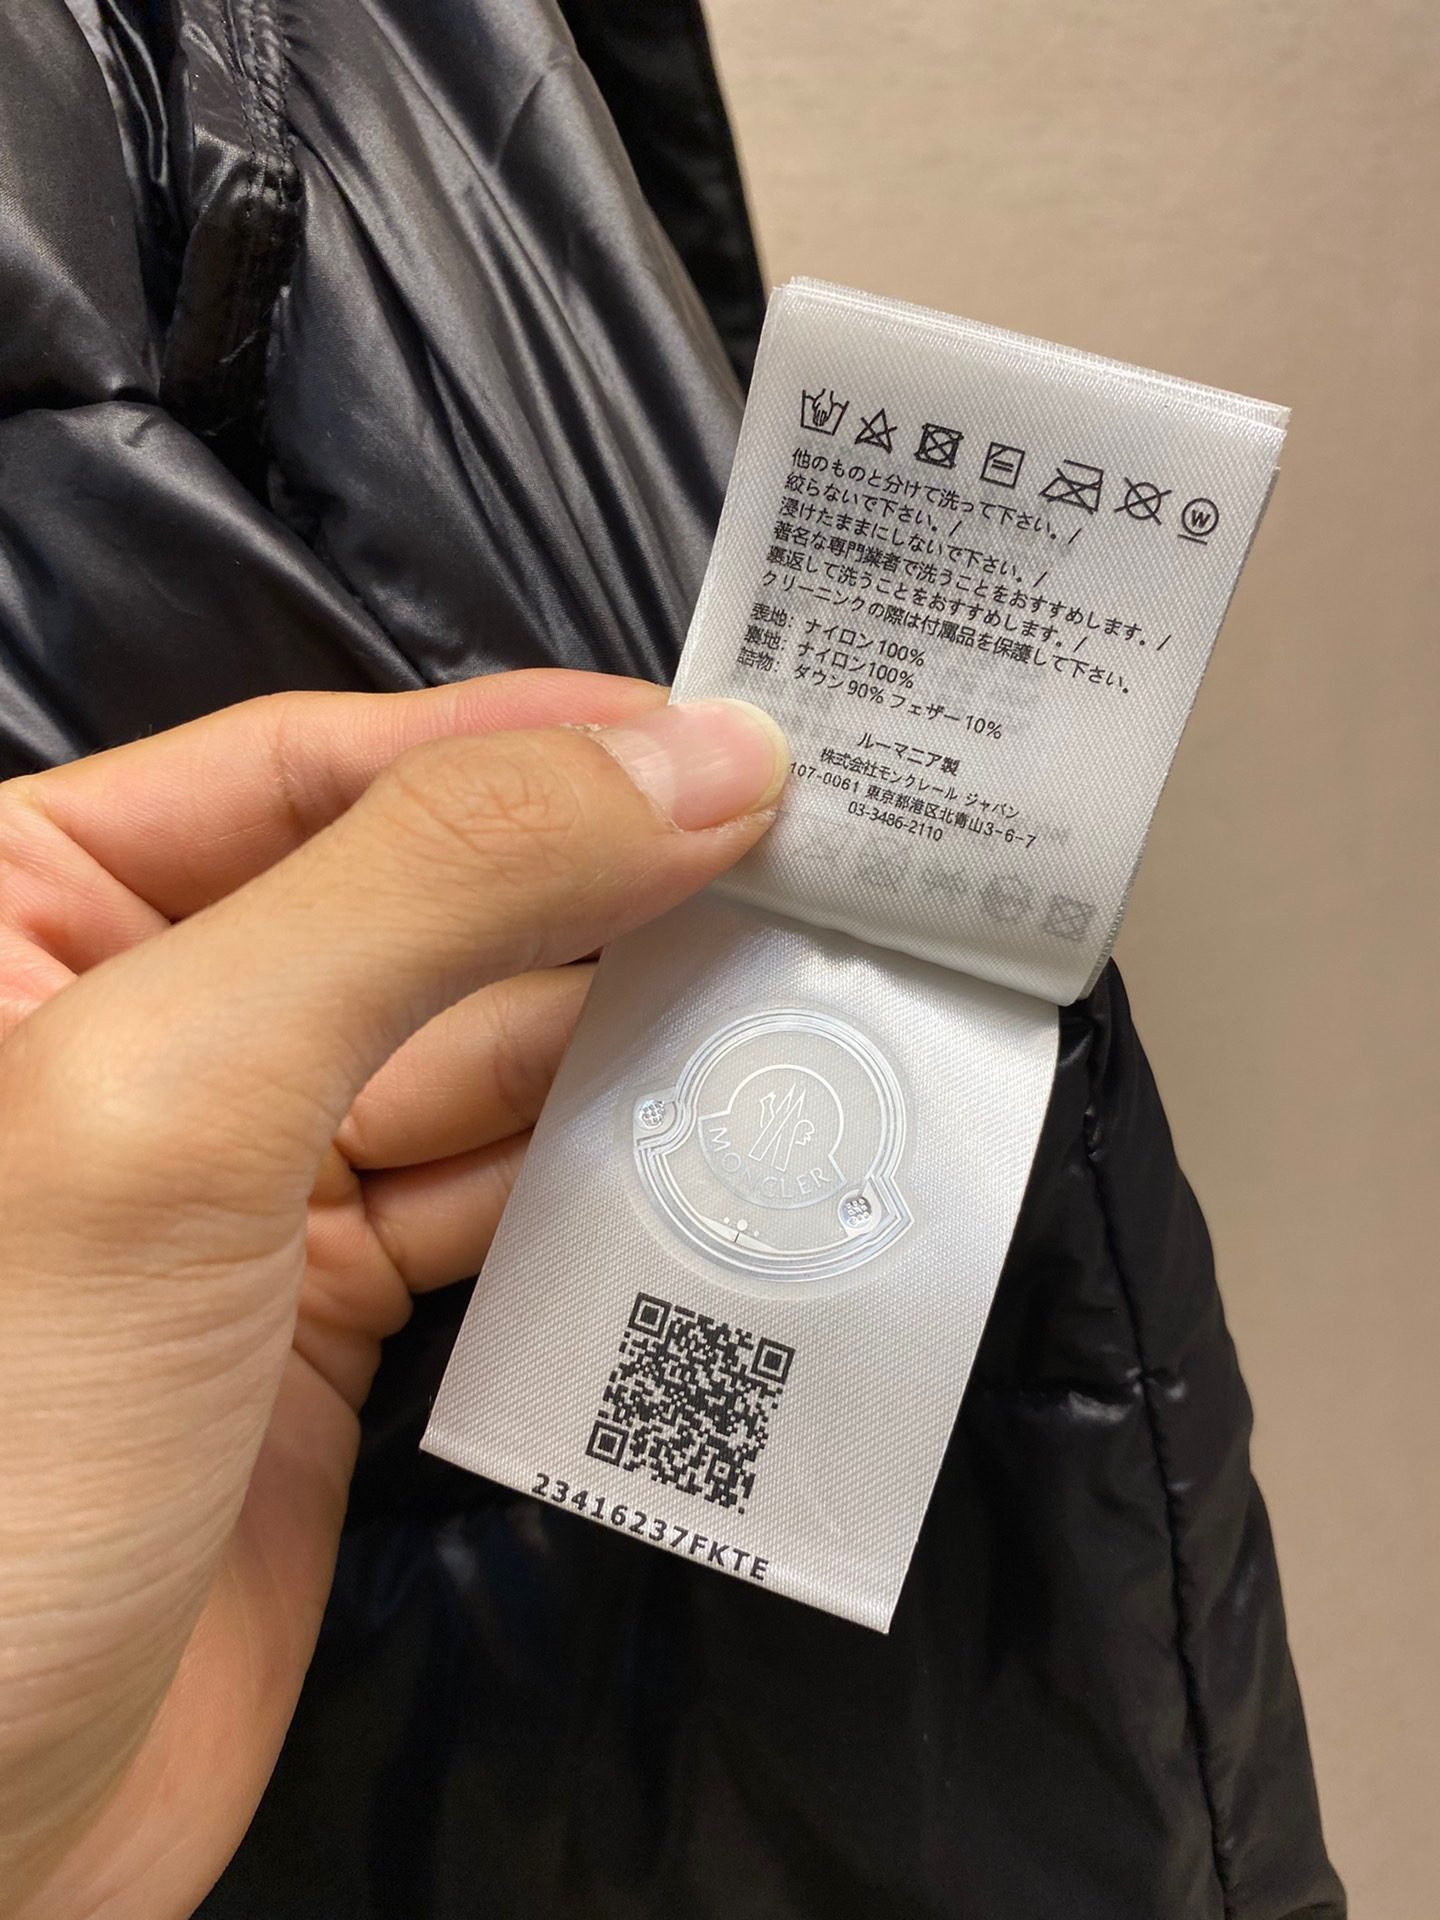 W
他のものと分けて洗って下さい。/
絞らないで下さい。/
浸けたままにしないで下さい。/
著名な専門業者で洗うことをおすすめします。/
裏返して洗うことをおすすめします。/
クリーニングの際は付属品を保護して下さい。
表地: ナイロン100%
裏地: ナイロン100%
詰物: ダウン90% フェザー10%
ルーマニア製
株式会社モンクレール ジャパン
107-0061 東京都港区北青山3-6-7
03-3486-2110
MONCLER
23416237FKTE